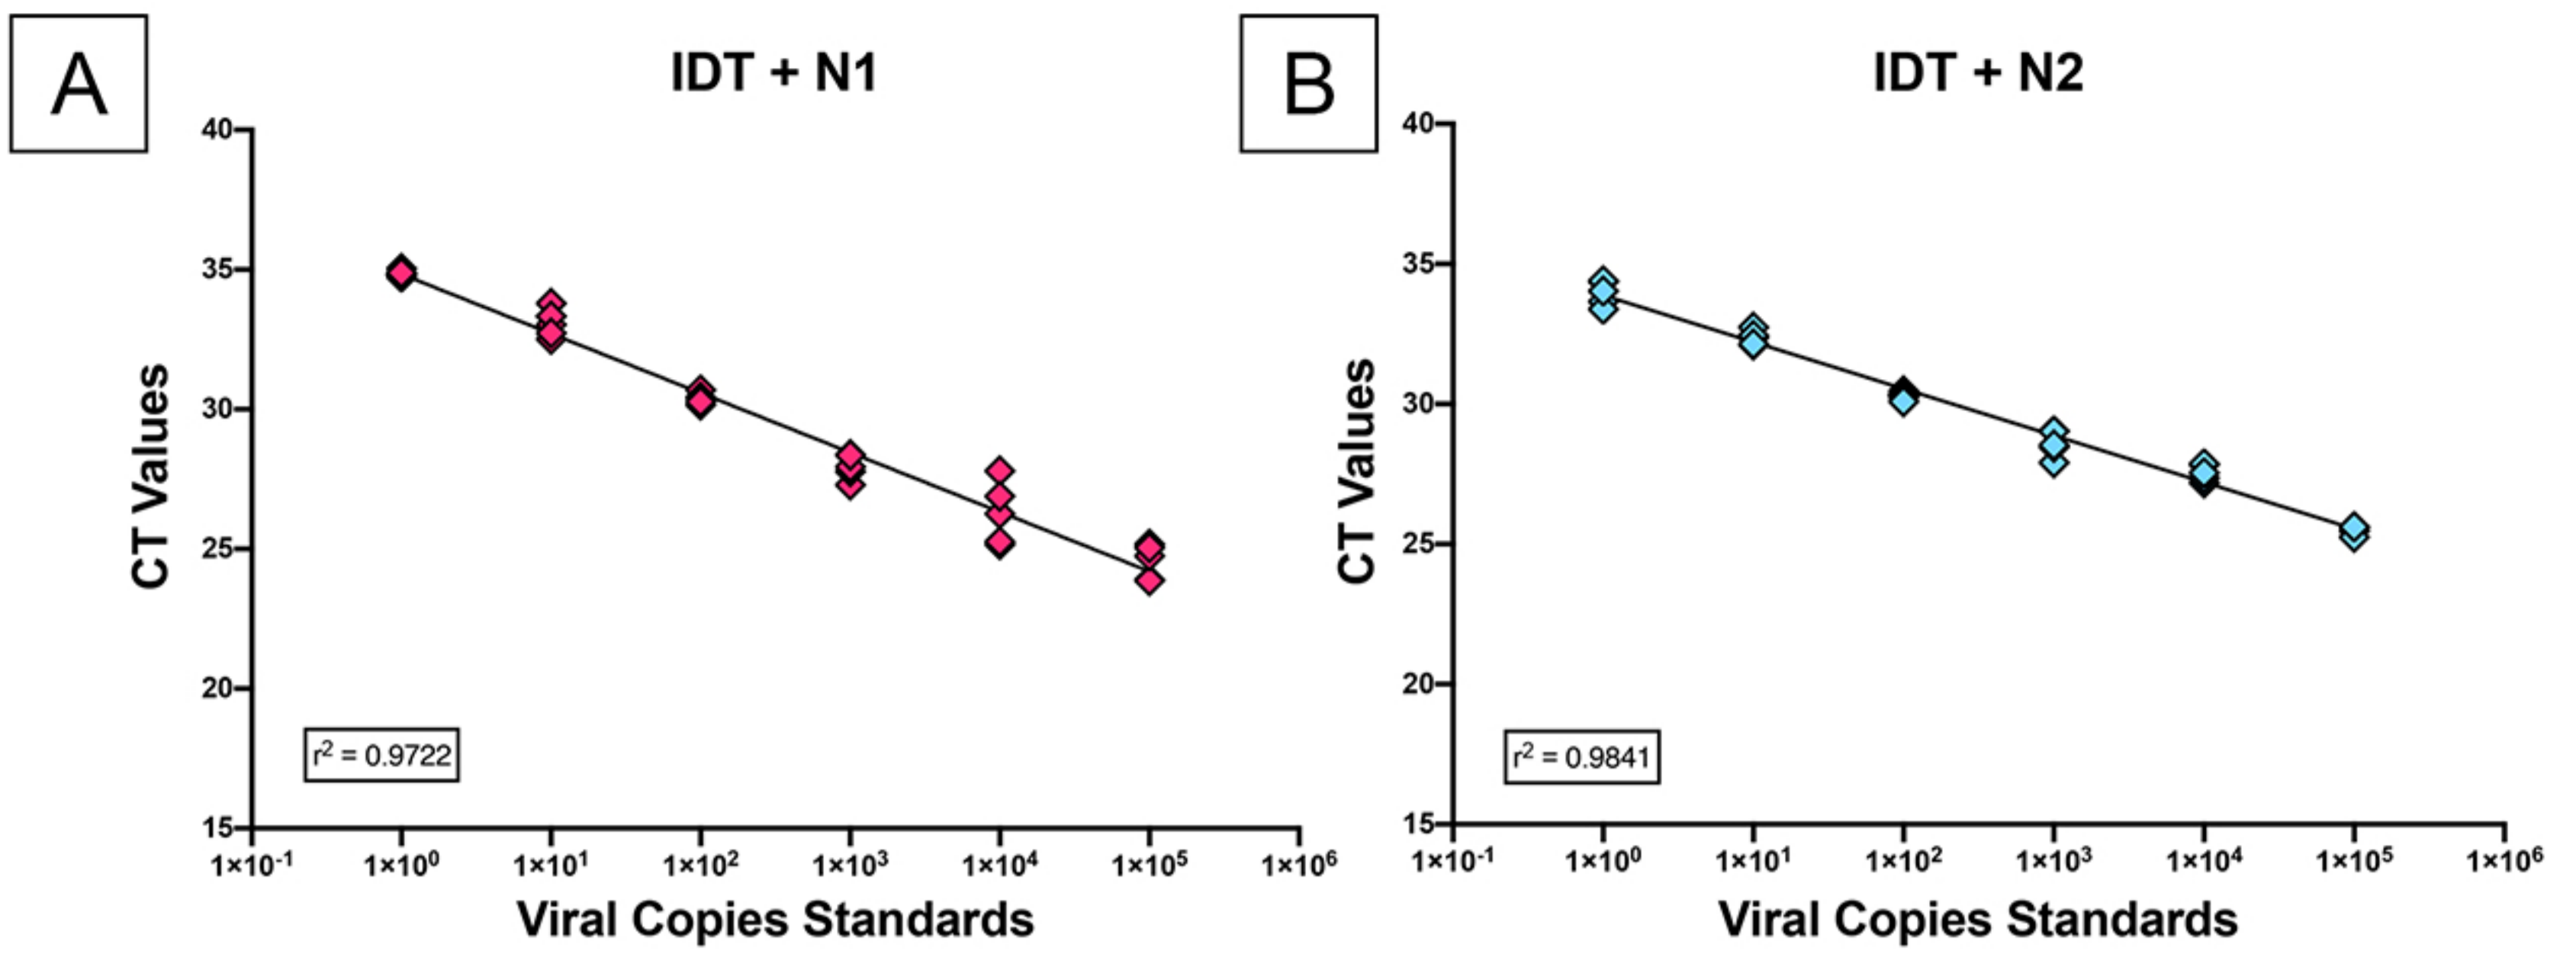 A
IDT + N1
40
35
30
25
20
15
CT Values
r² = 0.9722
1×10⁻¹ 1×10⁰ 1×10¹ 1×10² 1×10³ 1×10⁴ 1×10⁵ 1×10⁶
Viral Copies Standards
B
IDT + N2
40
35
30
25
20
15
CT Values
r² = 0.9841
1×10⁻¹ 1×10⁰ 1×10¹ 1×10² 1×10³ 1×10⁴ 1×10⁵ 1×10⁶
Viral Copies Standards